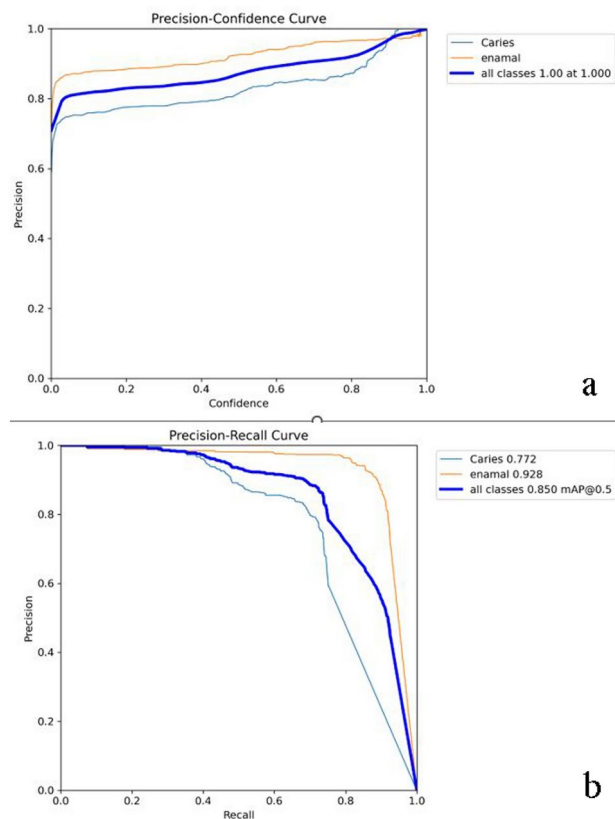 Precision-Confidence Curve
1.0
0.8
0.6
0.4
0.2
0.0
Precision
0.0 0.2 0.4 0.6 0.8 1.0
Confidence
Caries
enamal
all classes 1.00 at 1.000
a
Precision-Recall Curve
1.0
0.8
0.6
0.4
0.2
0.0
Precision
0.0 0.2 0.4 0.6 0.8 1.0
Recall
Caries 0.772
enamal 0.928
all classes 0.850 mAP@0.5
b